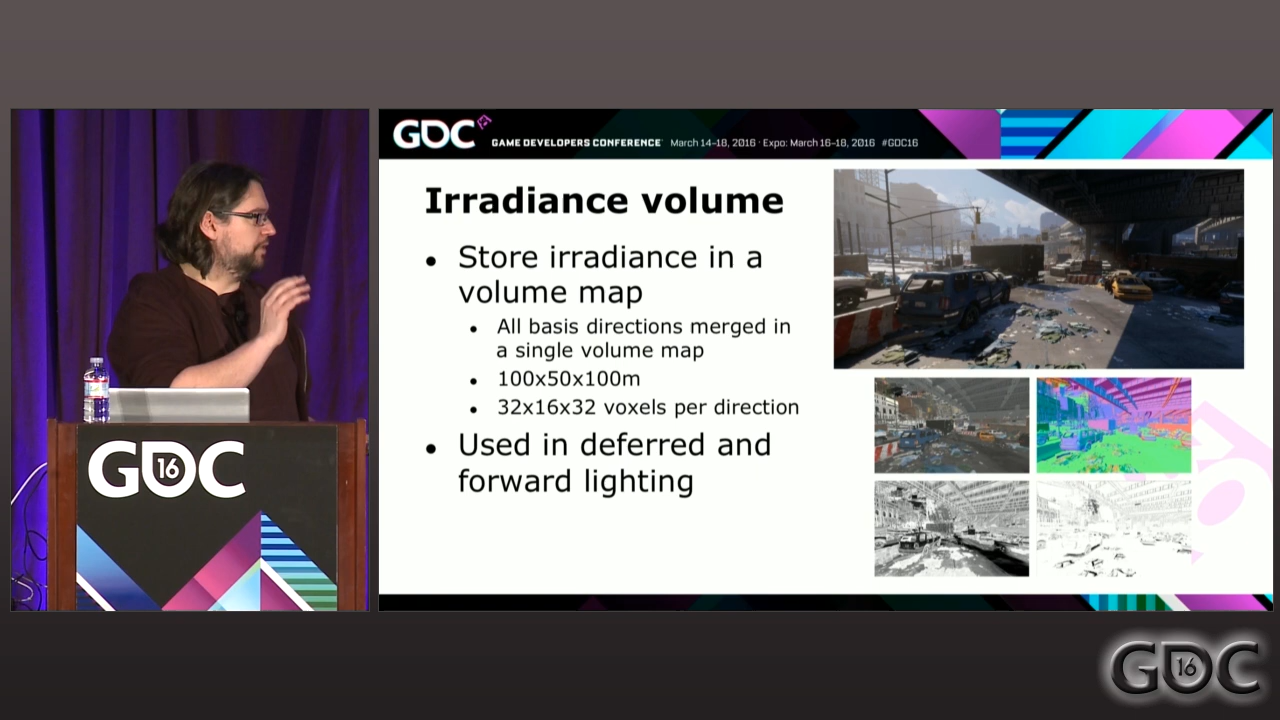 GDC
GAME DEVELOPERS CONFERENCE March 14–18, 2016 · Expo: March 16–18, 2016 #GDC16
Irradiance volume
• Store irradiance in a
volume map
• All basis directions merged in
a single volume map
• 100x50x100m
• 32x16x32 voxels per direction
• Used in deferred and
forward lighting
GDC 16
GDC 16